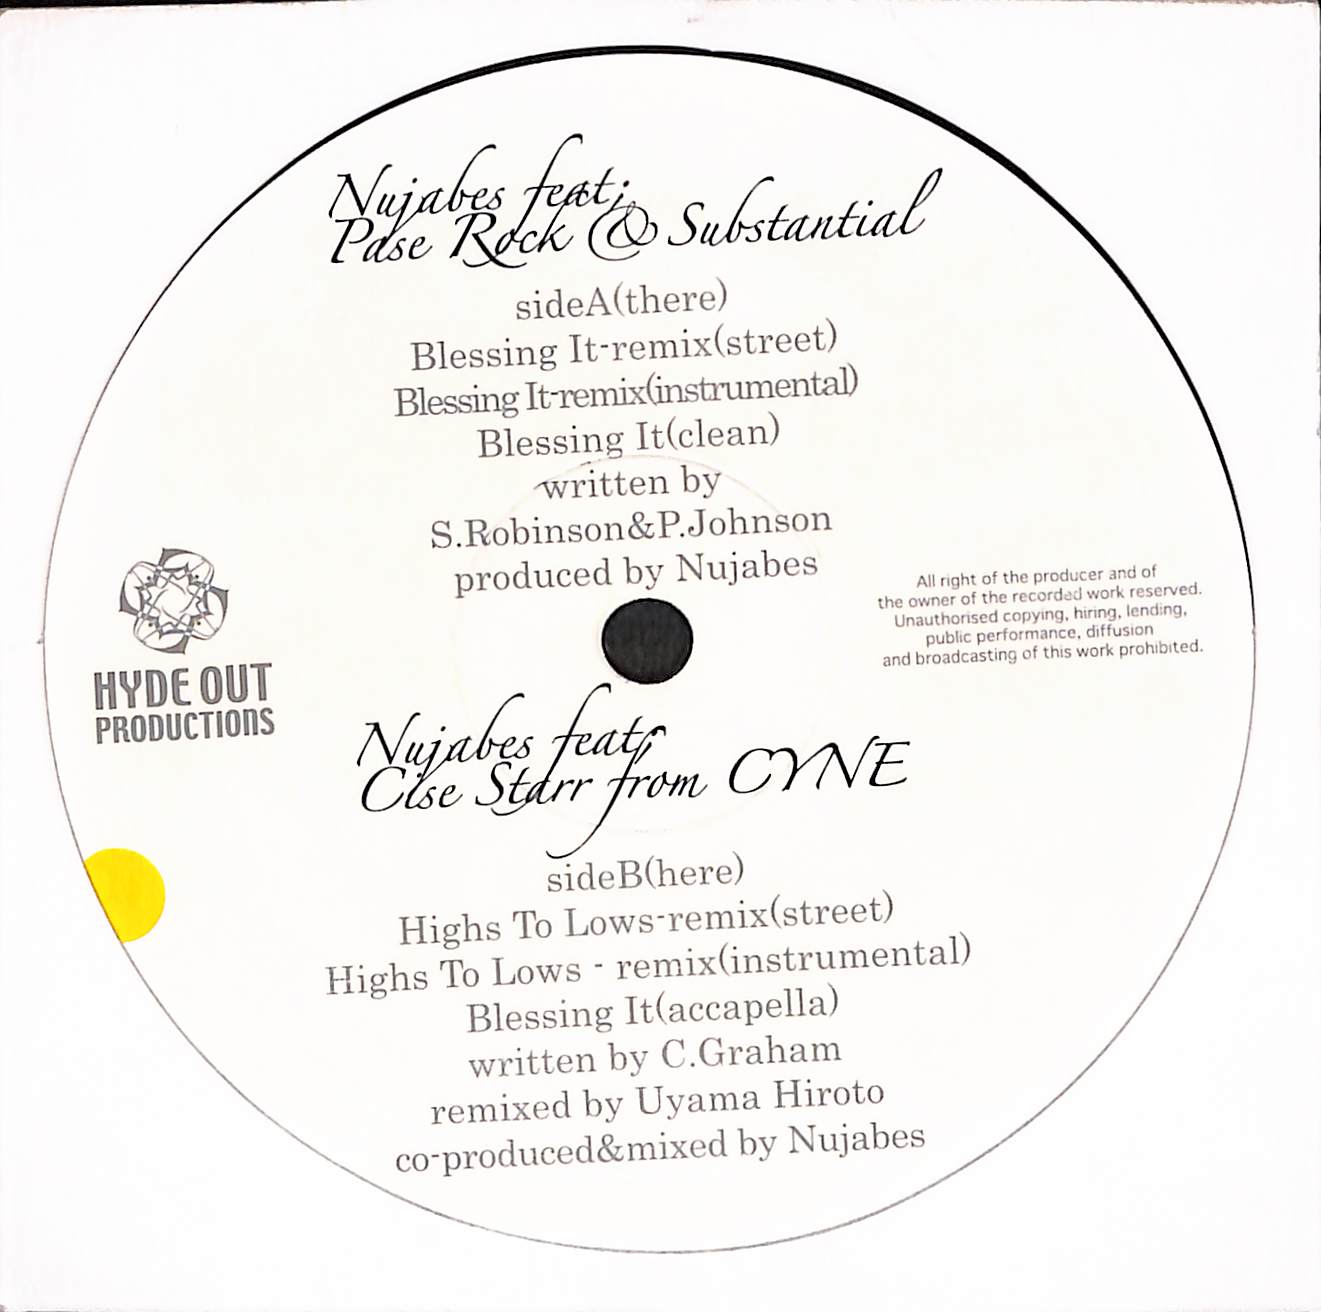 Nujabes feat;
Pase Rock & Substantial
sideA(there)
Blessing It-remix(street)
Blessing It-remix(instrumental)
Blessing It(clean)
written by
S.Robinson&P.Johnson
produced by Nujabes
HYDE OUT
PRODUCTIONS
All right of the producer and of
the owner of the recorded work reserved.
Unauthorised copying, hiring, lending,
public performance, diffusion
and broadcasting of this work prohibited.
Nujabes feat;
Cise Starr from CYNE
sideB(here)
Highs To Lows-remix(street)
Highs To Lows - remix(instrumental)
Blessing It(accapella)
written by C.Graham
remixed by Uyama Hiroto
co-produced&mixed by Nujabes